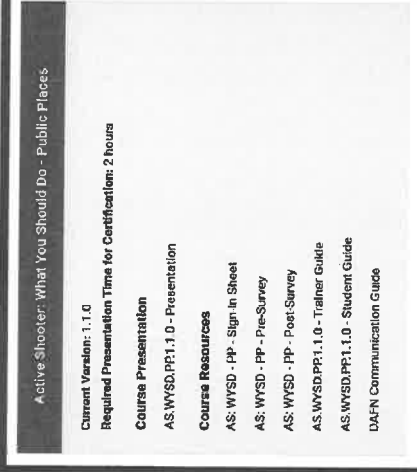 Active Shooter: What You Should Do - Public Places
Current Version: 1.1.0
Required Presentation Time for Certification: 2 hours
Course Presentation
AS.WYSD.PP.1.1.0 - Presentation
Course Resources
AS: WYSD - PP - Sign-In Sheet
AS: WYSD - PP - Pre-Survey
AS: WYSD - PP - Post-Survey
AS.WYSD.PP.1.1.0 - Trainer Guide
AS.WYSD.PP.1.1.0 - Student Guide
DAFN Communication Guide